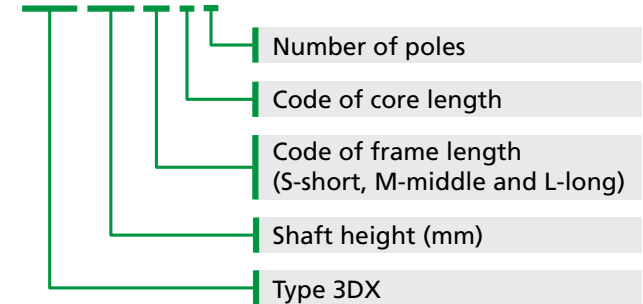 Number of poles
Code of core length
Code of frame length
(S-short, M-middle and L-long)
Shaft height (mm)
Type 3DX